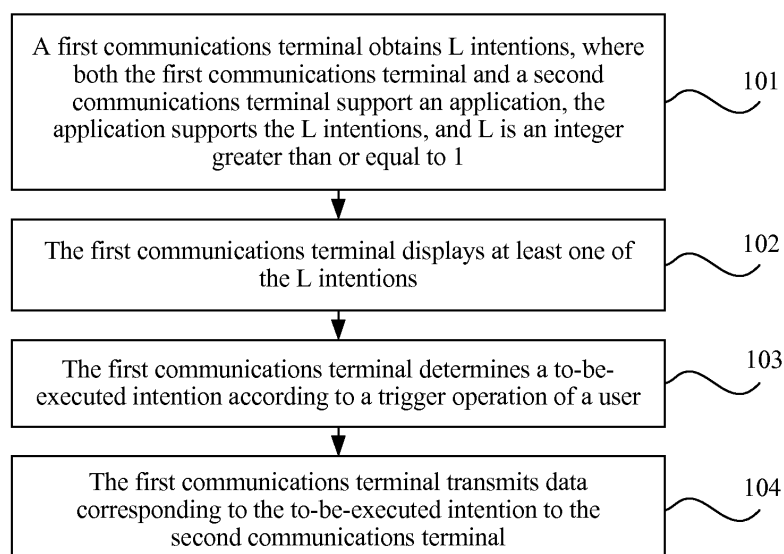 A first communications terminal obtains L intentions, where
both the first communications terminal and a second
communications terminal support an application, the
application supports the L intentions, and L is an integer
greater than or equal to 1
101
The first communications terminal displays at least one of
the L intentions
102
The first communications terminal determines a to-be-
executed intention according to a trigger operation of a user
103
The first communications terminal transmits data
corresponding to the to-be-executed intention to the
second communications terminal
104